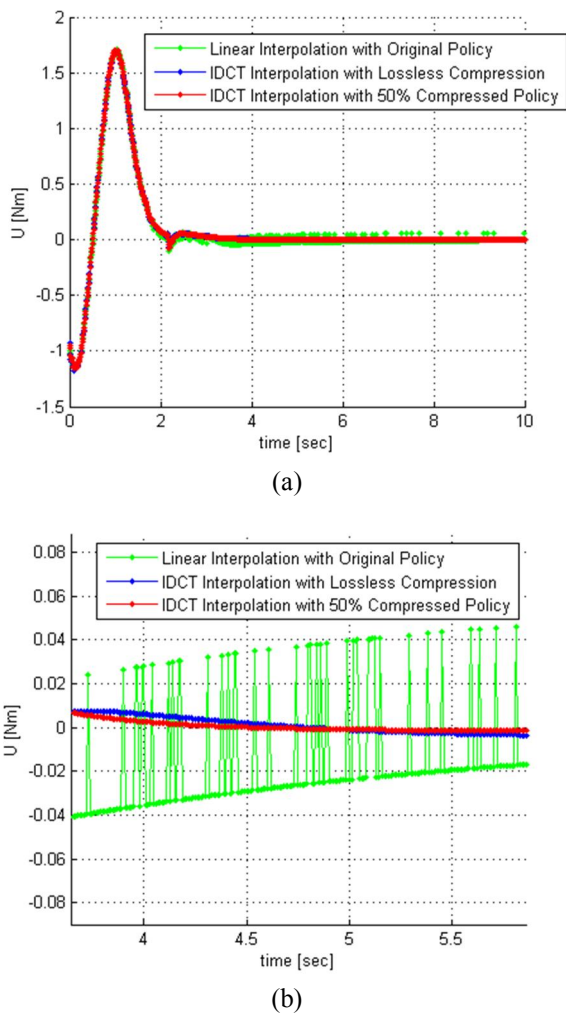 2
Linear Interpolation with Original Policy
IDCT Interpolation with Lossless Compression
IDCT Interpolation with 50% Compressed Policy
1.5
1
0.5
0
-0.5
-1
-1.5
U [Nm]
0 2 4 6 8 10
time [sec]
(a)
Linear Interpolation with Original Policy
IDCT Interpolation with Lossless Compression
IDCT Interpolation with 50% Compressed Policy
0.08
0.06
0.04
0.02
0
-0.02
-0.04
-0.06
-0.08
U [Nm]
4 4.5 5 5.5
time [sec]
(b)